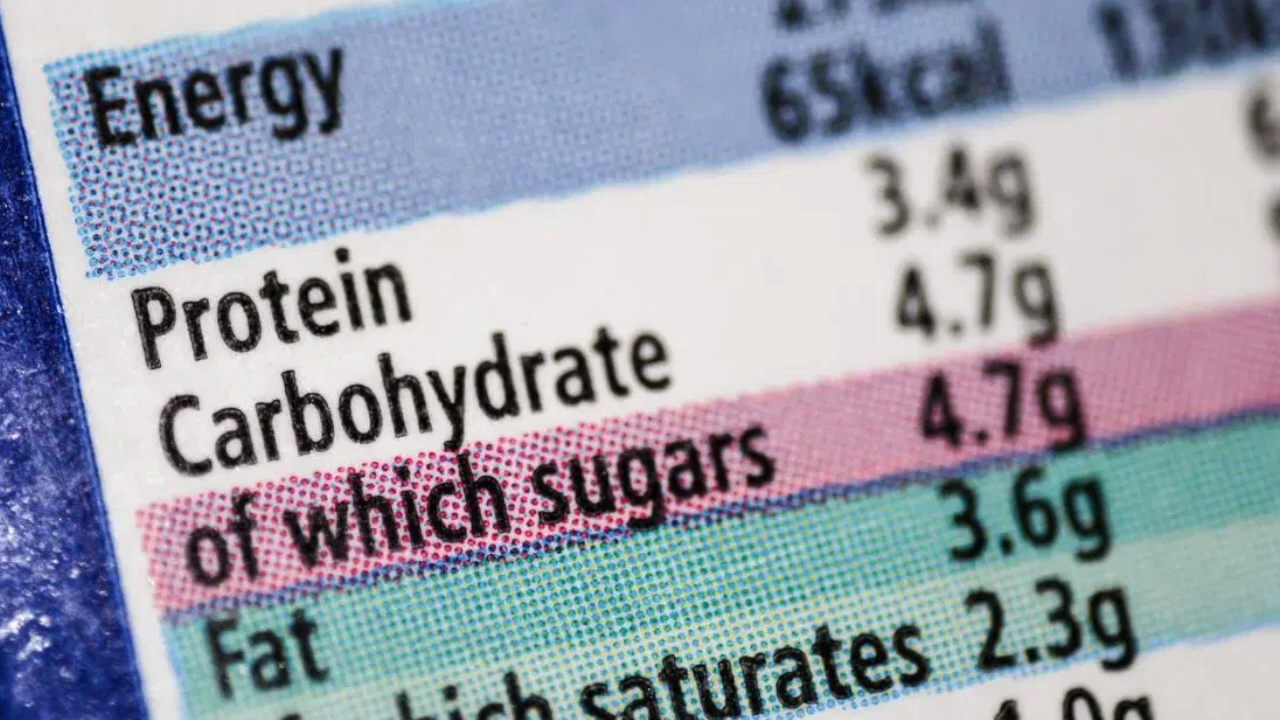 Energy 65kcal
Protein 3.4g
Carbohydrate 4.7g
of which sugars 4.7g
Fat 3.6g
which saturates 2.3g